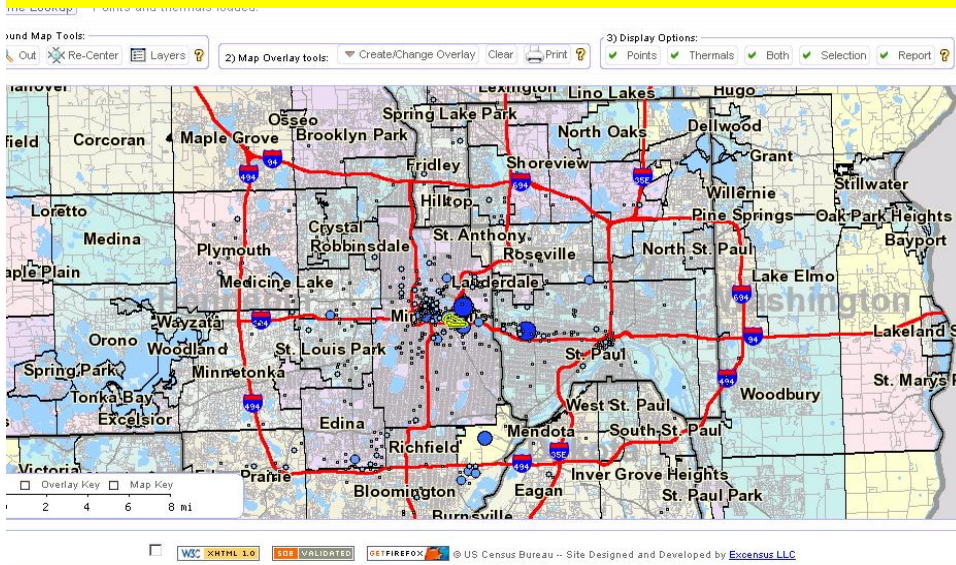 Points and thermals loaded.
ound Map Tools:
Out Re-Center Layers ?
2) Map Overlay tools: Create/Change Overlay Clear Print ?
3) Display Options:
Points Thermals Both Selection Report ?
Lexington Lino Lakes Hugo
Osseo Spring Lake Park
field Corcoran Maple Grove Brooklyn Park North Oaks Dellwood
94 Fridley Shoreview Grant
494 694 35E Willernie Stillwater
Loretto Hilltop Pine Springs Oak Park Heights
Crystal St. Anthony
Medina Plymouth Robbinsdale Roseville North St. Paul Bayport
aple Plain Medicine Lake Lauderdale Lake Elmo
694 Washington
Wayzata 394
Orono Woodland St. Louis Park St. Paul 94 Lakeland S
Spring Park Minnetonka 494 St. Marys P
Tonka Bay 494 West St. Paul Woodbury
Excelsior Edina Mendota South St. Paul
Richfield 35E
Victoria Prairie 494 Inver Grove Heights
Overlay Key Map Key Bloomington Eagan St. Paul Park
2 4 6 8 mi Burnsville
W3C XHTML 1.0 508 VALIDATED GETFIREFOX © US Census Bureau -- Site Designed and Developed by Excensus LLC